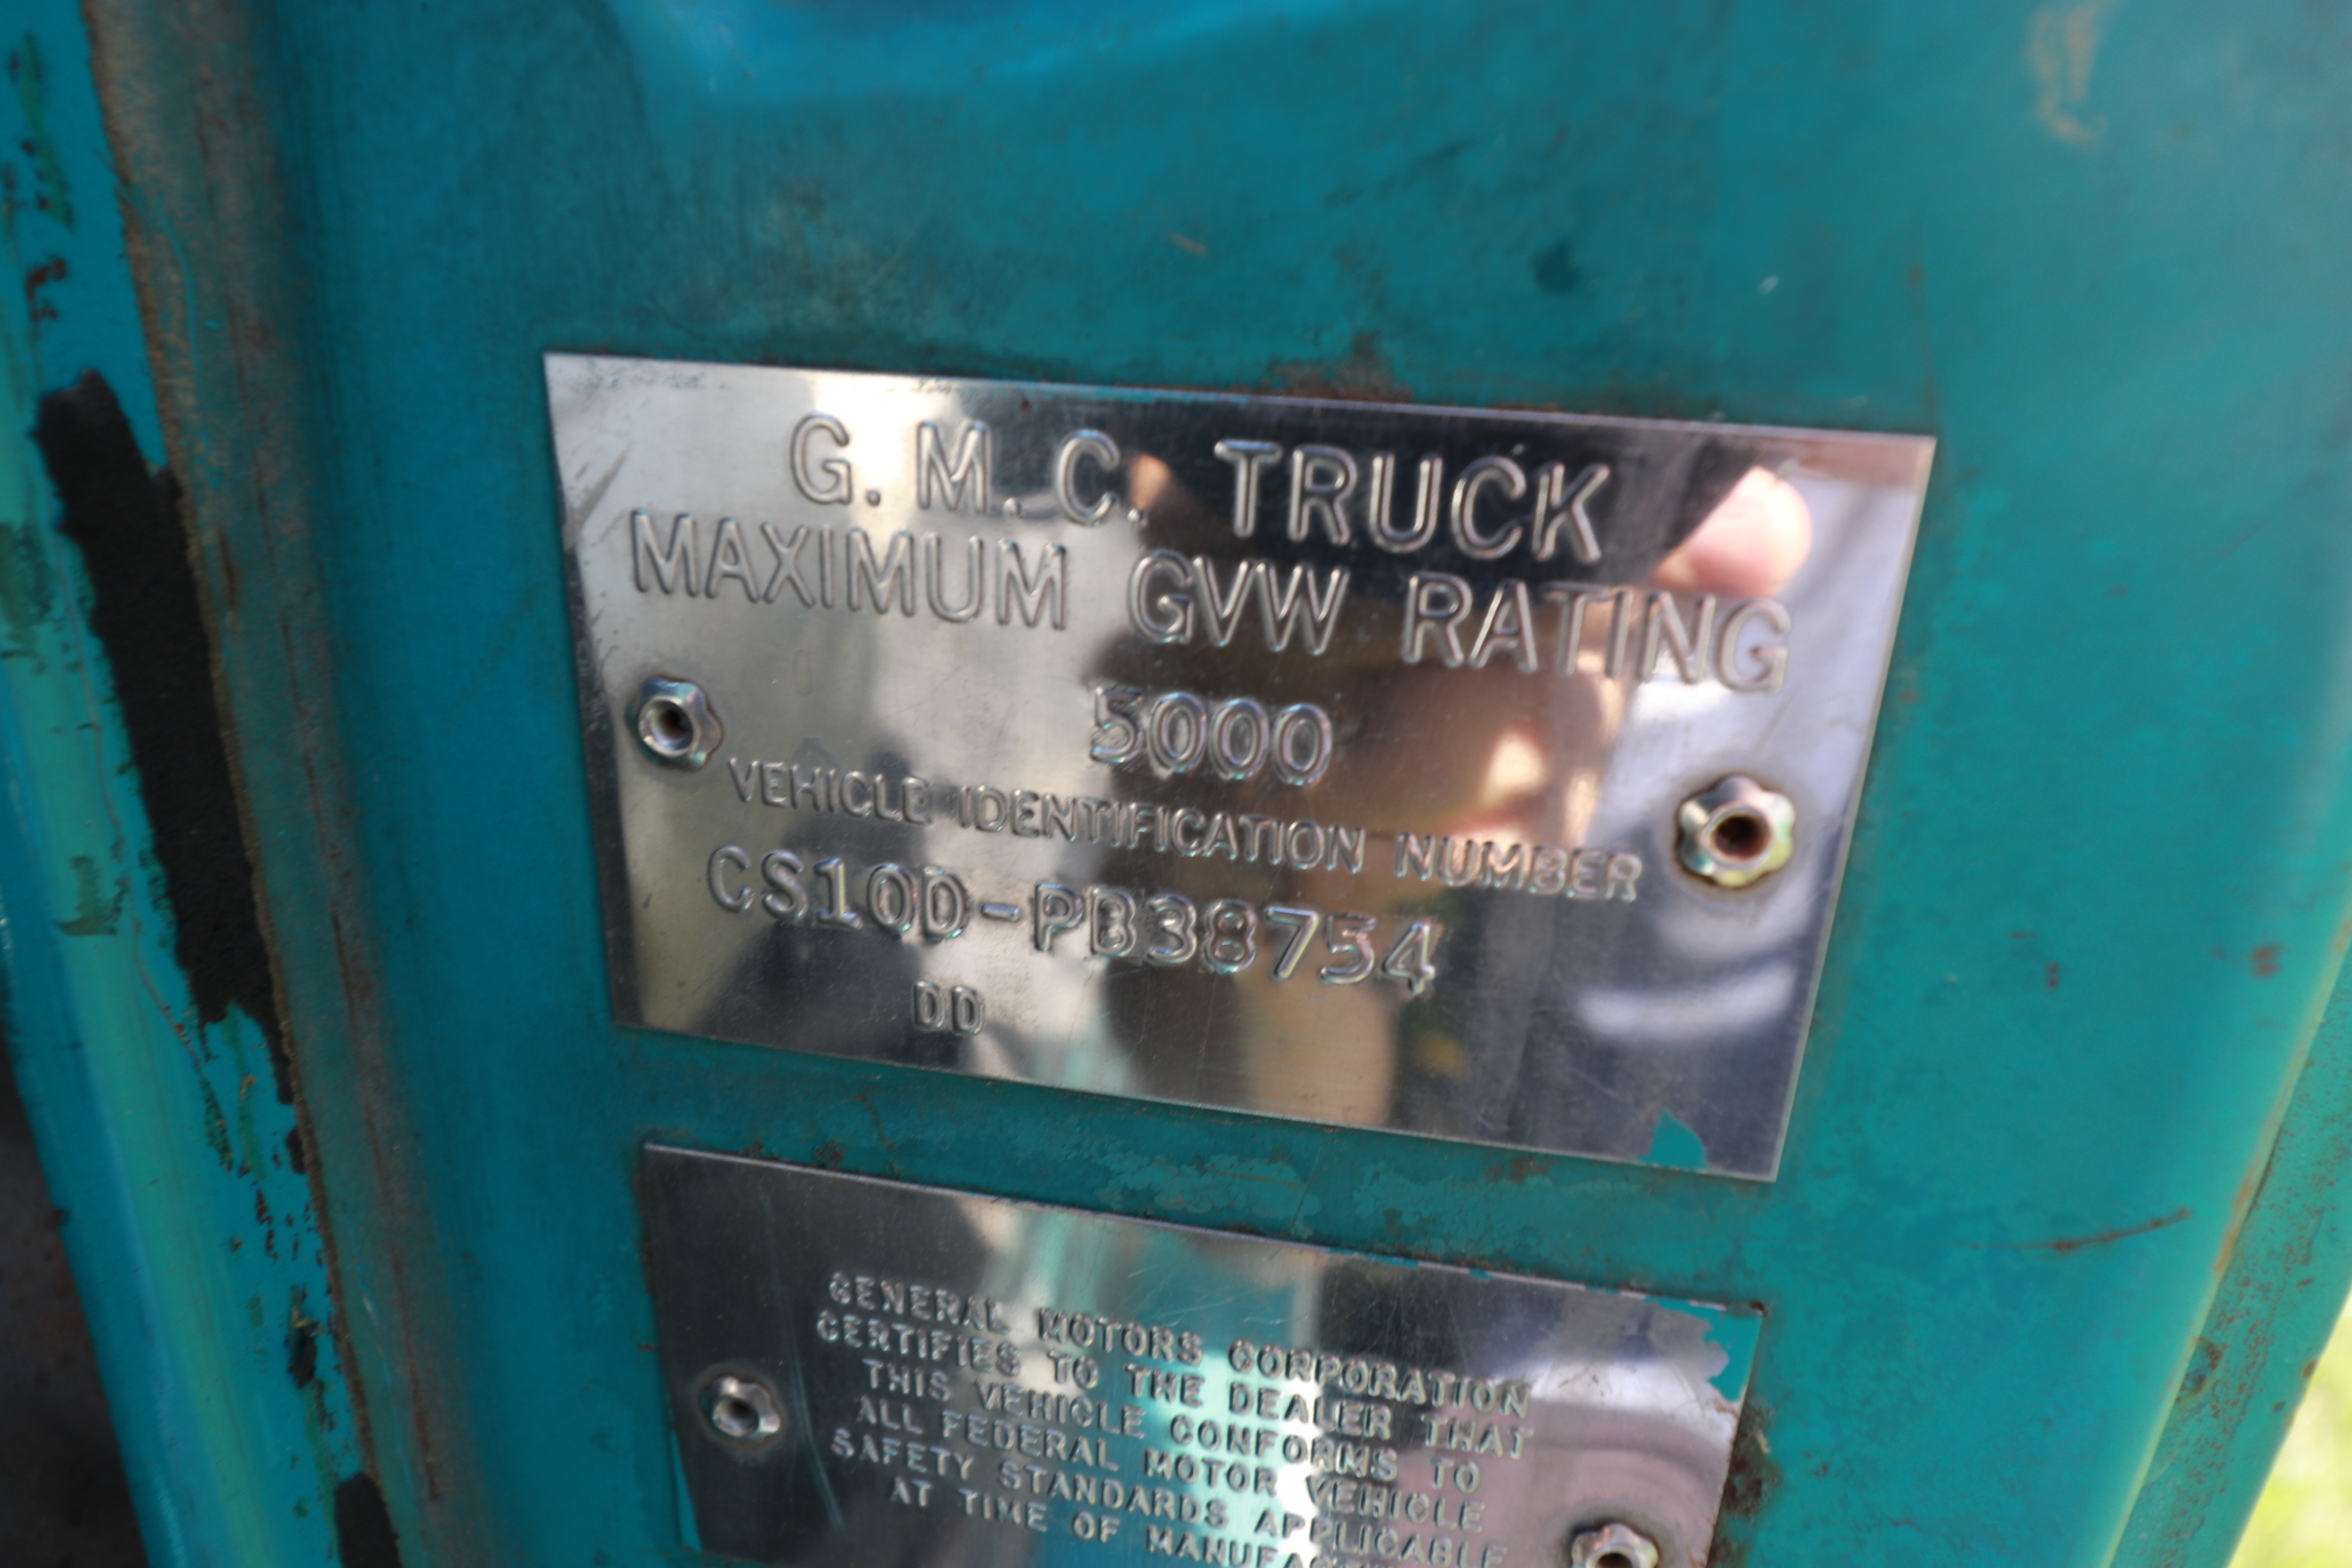 G.M.C. TRUCK
MAXIMUM GVW RATING
5000
VEHICLE IDENTIFICATION NUMBER
CS10D-PB38754
DD
GENERAL MOTORS CORPORATION
CERTIFIES TO THE DEALER THAT
THIS VEHICLE CONFORMS TO
ALL FEDERAL MOTOR VEHICLE
SAFETY STANDARDS APPLICABLE
AT TIME OF